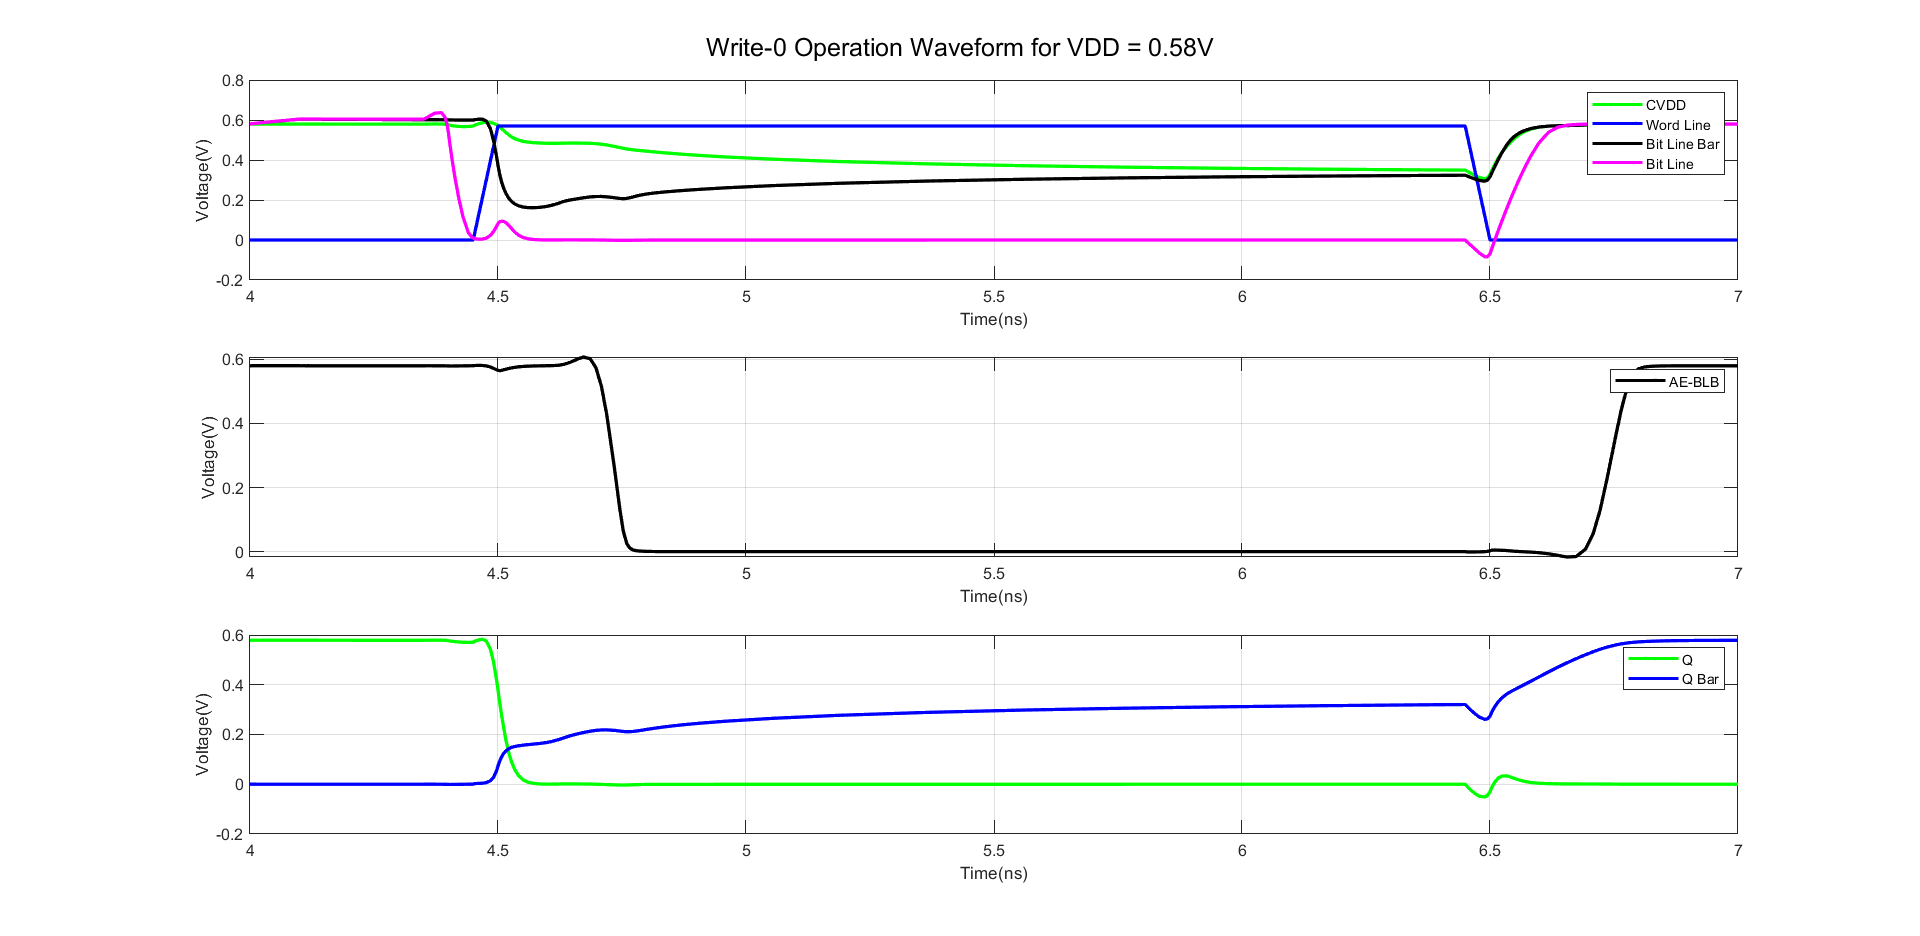 Write-0 Operation Waveform for VDD = 0.58V
0.8
0.6
0.4
0.2
0
-0.2
Voltage(V)
CVDD
Word Line
Bit Line Bar
Bit Line
4 4.5 5 5.5 6 6.5 7
Time(ns)
0.6
0.4
0.2
0
Voltage(V)
AE-BLB
4 4.5 5 5.5 6 6.5 7
Time(ns)
0.6
0.4
0.2
0
-0.2
Voltage(V)
Q
Q Bar
4 4.5 5 5.5 6 6.5 7
Time(ns)